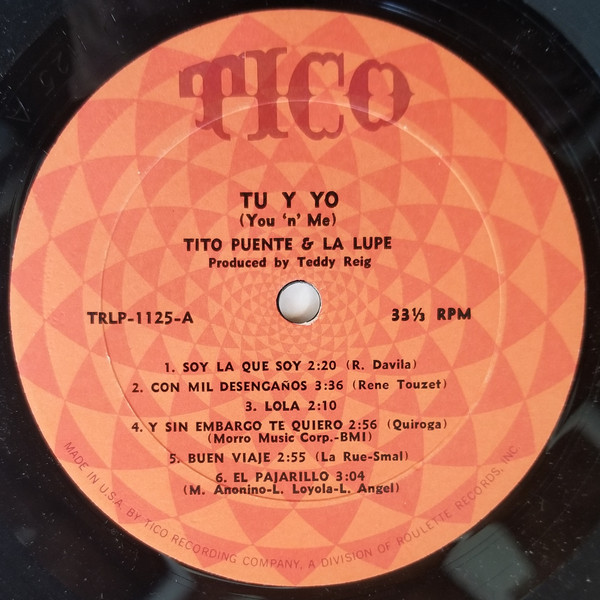 TICO
TU Y YO
(You 'n' Me)
TITO PUENTE & LA LUPE
Produced by Teddy Reig
TRLP-1125-A
33⅓ RPM
1. SOY LA QUE SOY 2:20 (R. Davila)
2. CON MIL DESENGAÑOS 3:36 (Rene Touzet)
3. LOLA 2:10
4. Y SIN EMBARGO TE QUIERO 2:56 (Quiroga)
(Morro Music Corp.-BMI)
5. BUEN VIAJE 2:55 (La Rue-Smal)
6. EL PAJARILLO 3:04
(M. Anonino-L. Loyola-L. Angel)
MADE IN U.S.A. BY TICO RECORDING COMPANY, A DIVISION OF ROULETTE RECORDS, INC.